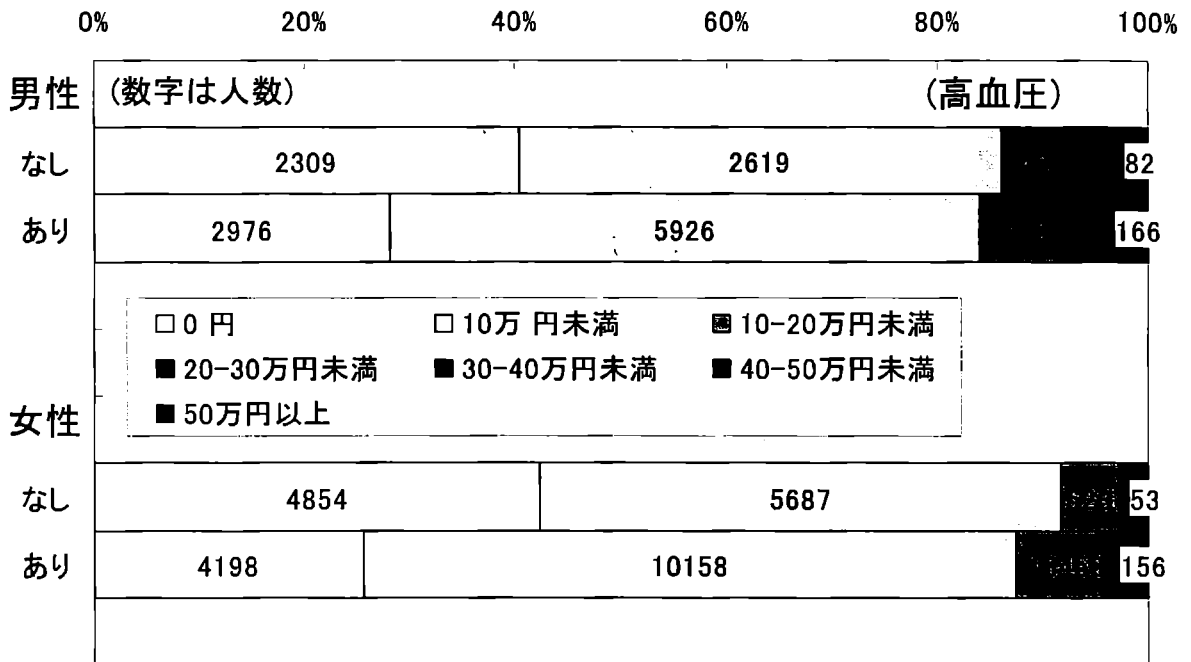 0% 20% 40% 60% 80% 100%
男性 (数字は人数) (高血圧)
なし 2309 2619 82
あり 2976 5926 166
□0 円 □10万 円未満 10-20万円未満
■20-30万円未満 ■30-40万円未満 ■40-50万円未満
■50万円以上
女性
なし 4854 5687 53
あり 4198 10158 156